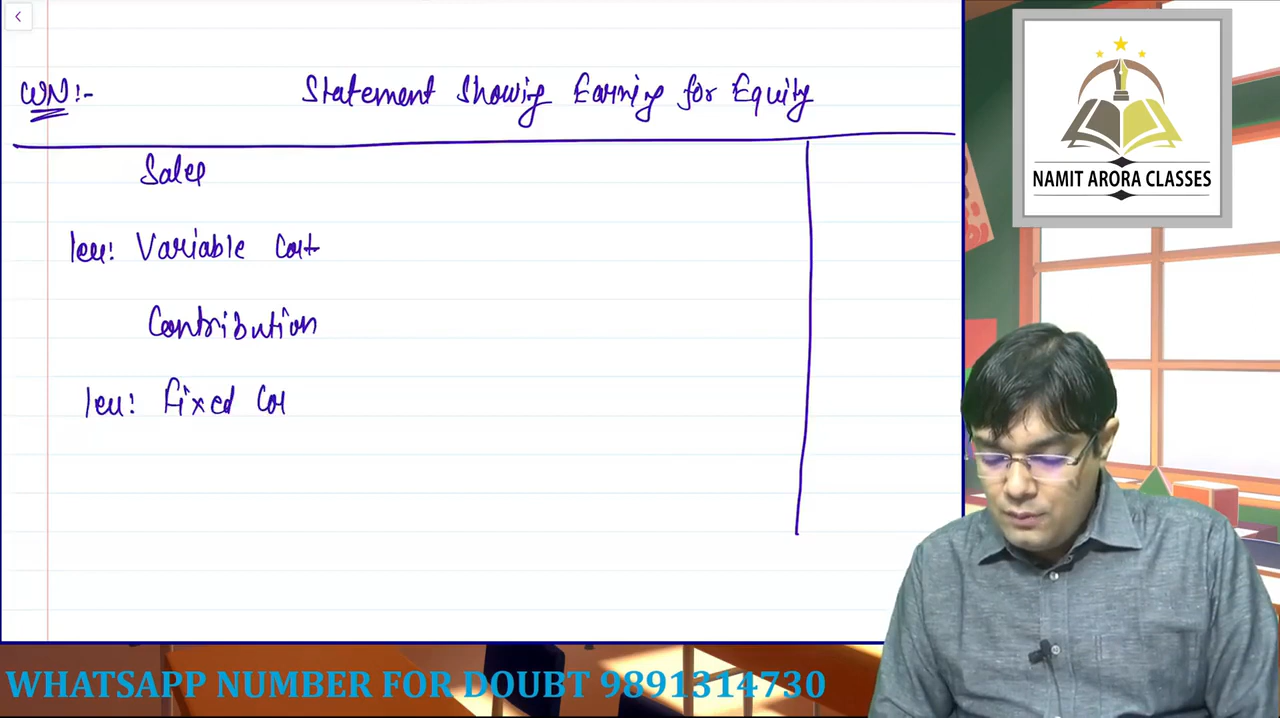 WN:-
Statement Showing Earning for Equity
Sales
less: Variable Cost
Contribution
less: Fixed Cos
NAMIT ARORA CLASSES
WHATSAPP NUMBER FOR DOUBT 9891314730